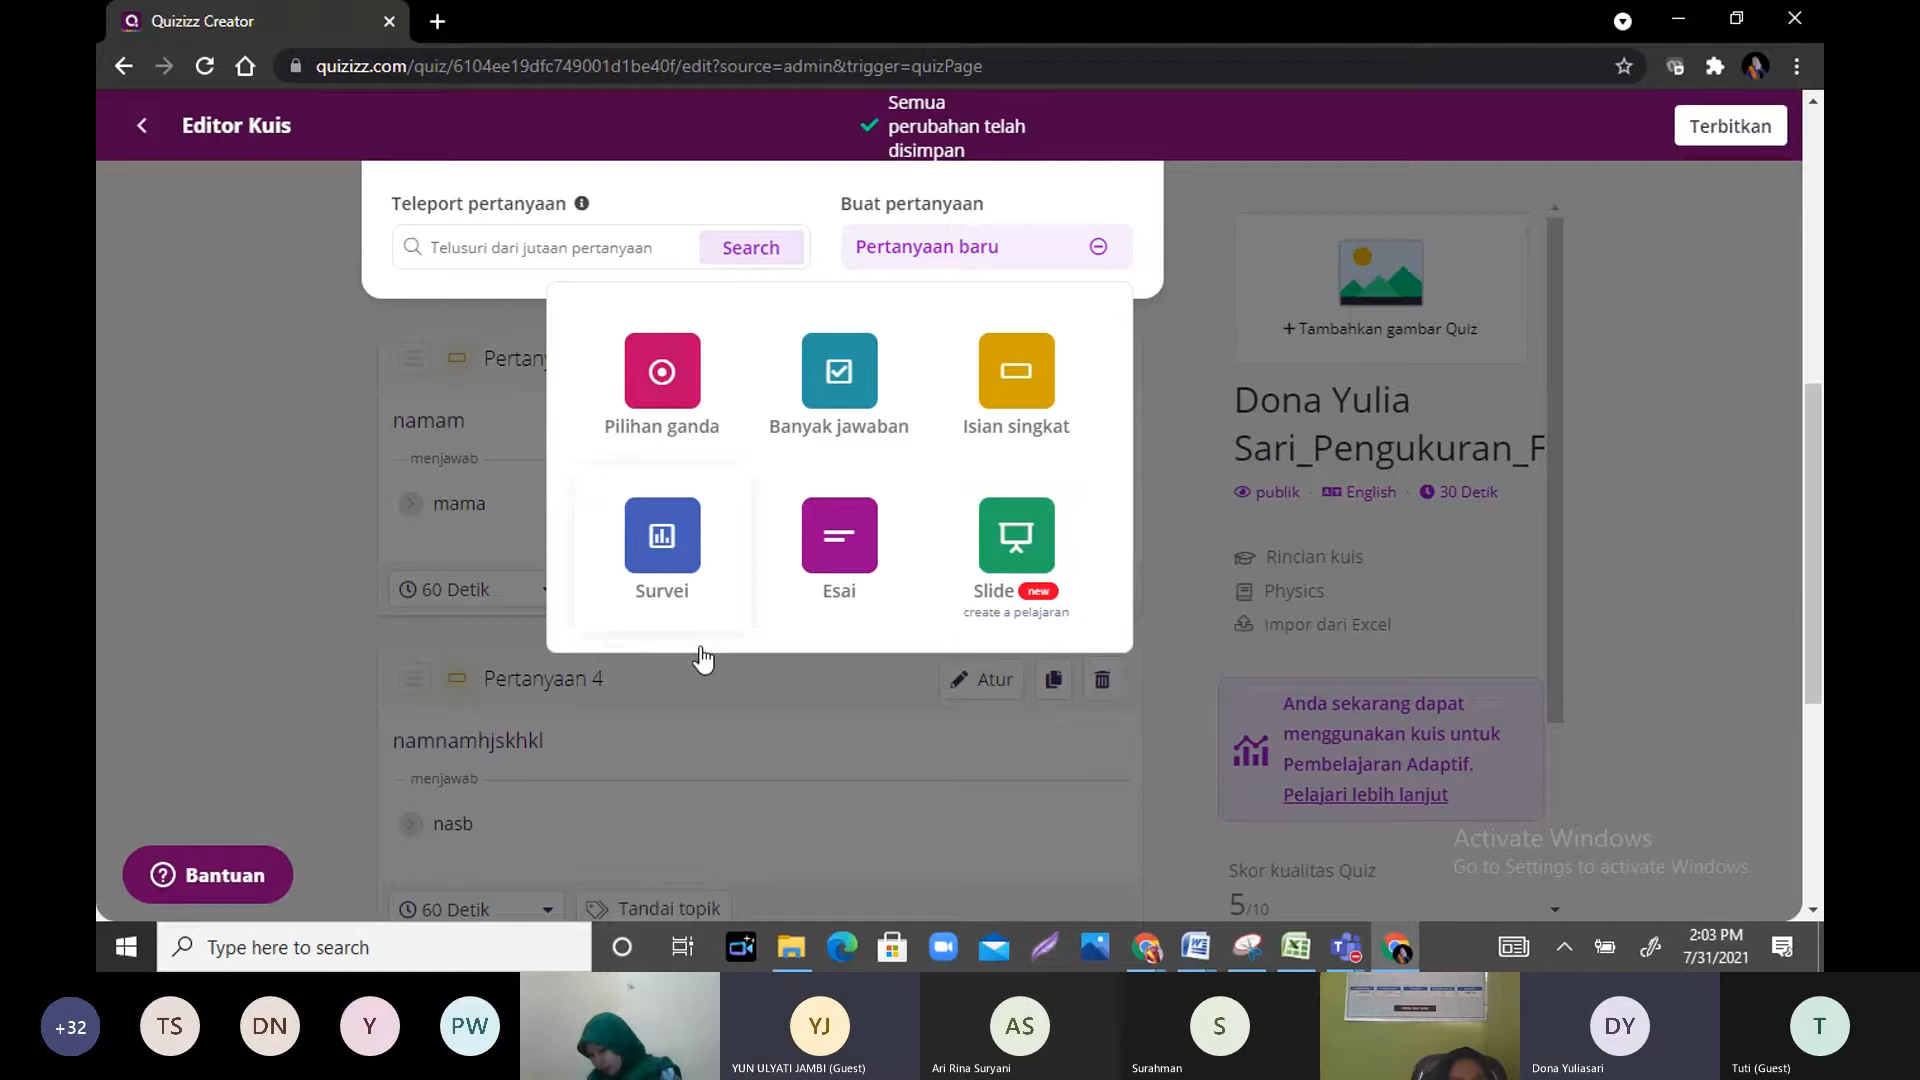 Quizizz Creator
quizizz.com/quiz/6104ee19dfc749001d1be40f/edit?source=admin&trigger=quizPage
Editor Kuis
Semua
perubahan telah
disimpan
Terbitkan
Teleport pertanyaan
Buat pertanyaan
Telusuri dari jutaan pertanyaan
Search
Pertanyaan baru
Pilihan ganda
Banyak jawaban
Isian singkat
Survei
Esai
Slide new
create a pelajaran
Pertany
namam
menjawab
mama
60 Detik
Pertanyaan 4
Atur
namnamhjskhkl
menjawab
nasb
60 Detik
Tandai topik
Tambahkan gambar Quiz
Dona Yulia
Sari_Pengukuran_F
publik
English
30 Detik
Rincian kuis
Physics
Impor dari Excel
Anda sekarang dapat
menggunakan kuis untuk
Pembelajaran Adaptif.
Pelajari lebih lanjut
Skor kualitas Quiz
5/10
Activate Windows
Go to Settings to activate Windows.
Bantuan
Type here to search
2:03 PM
7/31/2021
+32
TS
DN
Y
PW
YJ
YUN ULYATI JAMBI (Guest)
AS
Ari Rina Suryani
S
Surahman
DY
Dona Yuliasari
T
Tuti (Guest)